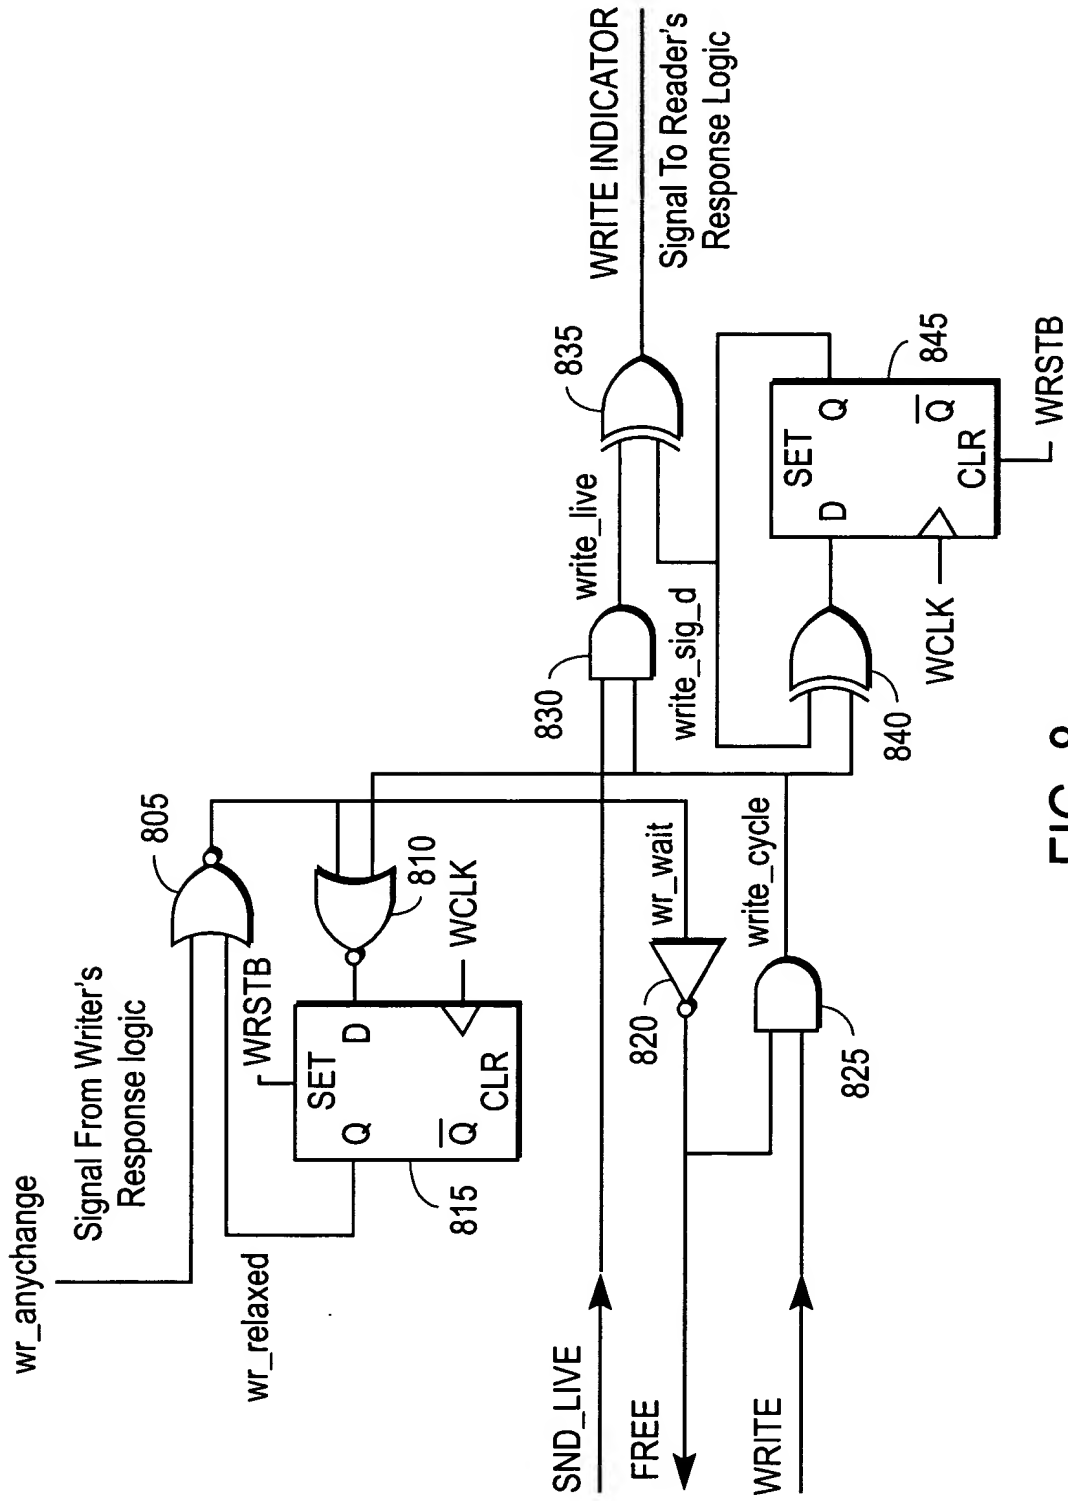 wr_anychange
Signal From Writer's
Response logic
wr_relaxed
805
WRSTB
SET
D
Q
Q
CLR
815
810
WCLK
SND_LIVE
FREE
WRITE
820
wr_wait
825
write_cycle
830
write_live
write_sig_d
835
WRITE INDICATOR
Signal To Reader's
Response Logic
840
WCLK
SET
D
Q
Q
CLR
845
WRSTB
FIG. 8